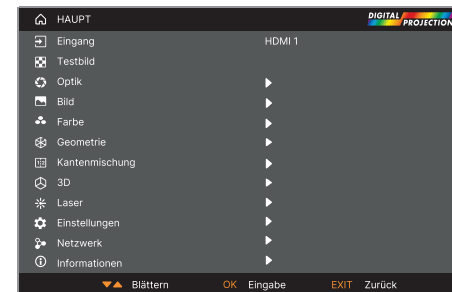 HAUPT DIGITAL PROJECTION
Eingang HDMI 1
Testbild
Optik
Bild
Farbe
Geometrie
Kantenmischung
3D
Laser
Einstellungen
Netzwerk
Informationen
Blättern OK Eingabe EXIT Zurück